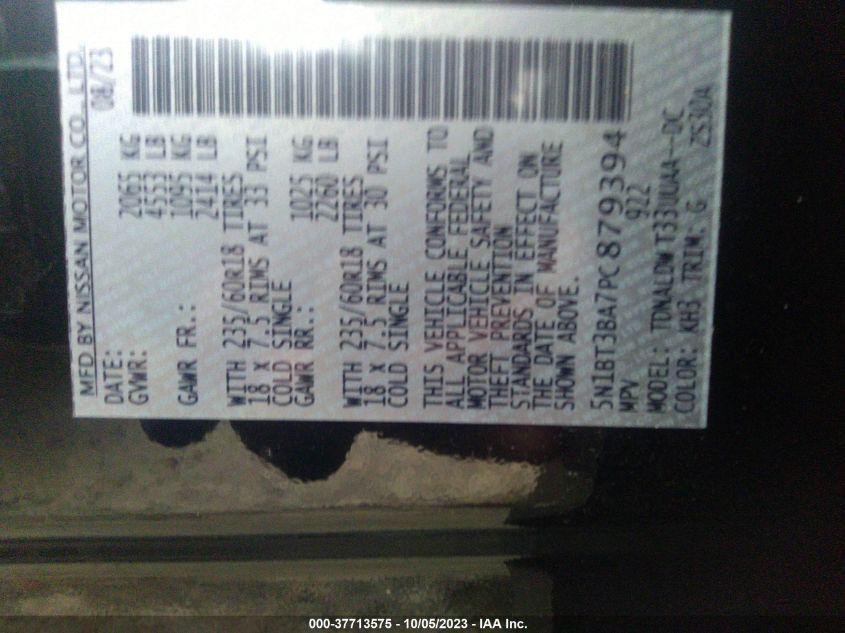 MFD BY NISSAN MOTOR CO., LTD.
DATE: 08/23
GVWR: 2065 KG
4553 LB
GAWR FR.: 1095 KG
2414 LB
WITH 235/60R18 TIRES
18 X 7.5 RIMS AT 33 PSI
COLD SINGLE
GAWR RR.: 1025 KG
2260 LB
WITH 235/60R18 TIRES
18 X 7.5 RIMS AT 30 PSI
COLD SINGLE
THIS VEHICLE CONFORMS TO
ALL APPLICABLE FEDERAL
MOTOR VEHICLE SAFETY AND
THEFT PREVENTION
STANDARDS IN EFFECT ON
THE DATE OF MANUFACTURE
SHOWN ABOVE.
5N1BT3BA7PC879394
MPV 922
MODEL: TDNALDW T33UUAA--DC
COLOR: KH3 TRIM: G ZS30A
000-37713575 - 10/05/2023 - IAA Inc.